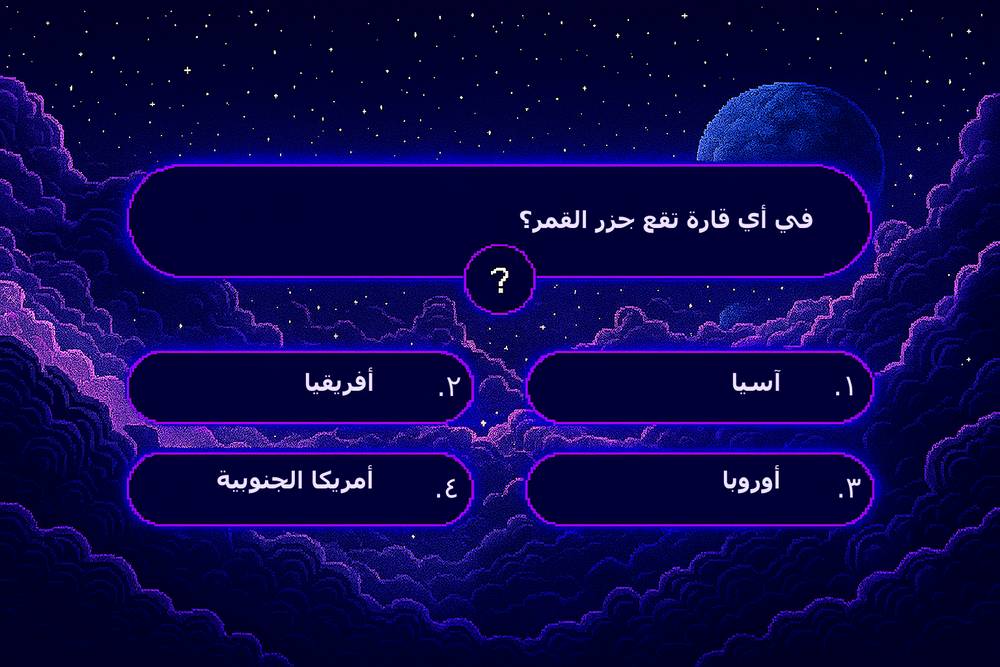 في أي قارة تقع جزر القمر؟
?
١. آسيا
٢. أفريقيا
٣. أوروبا
٤. أمريكا الجنوبية